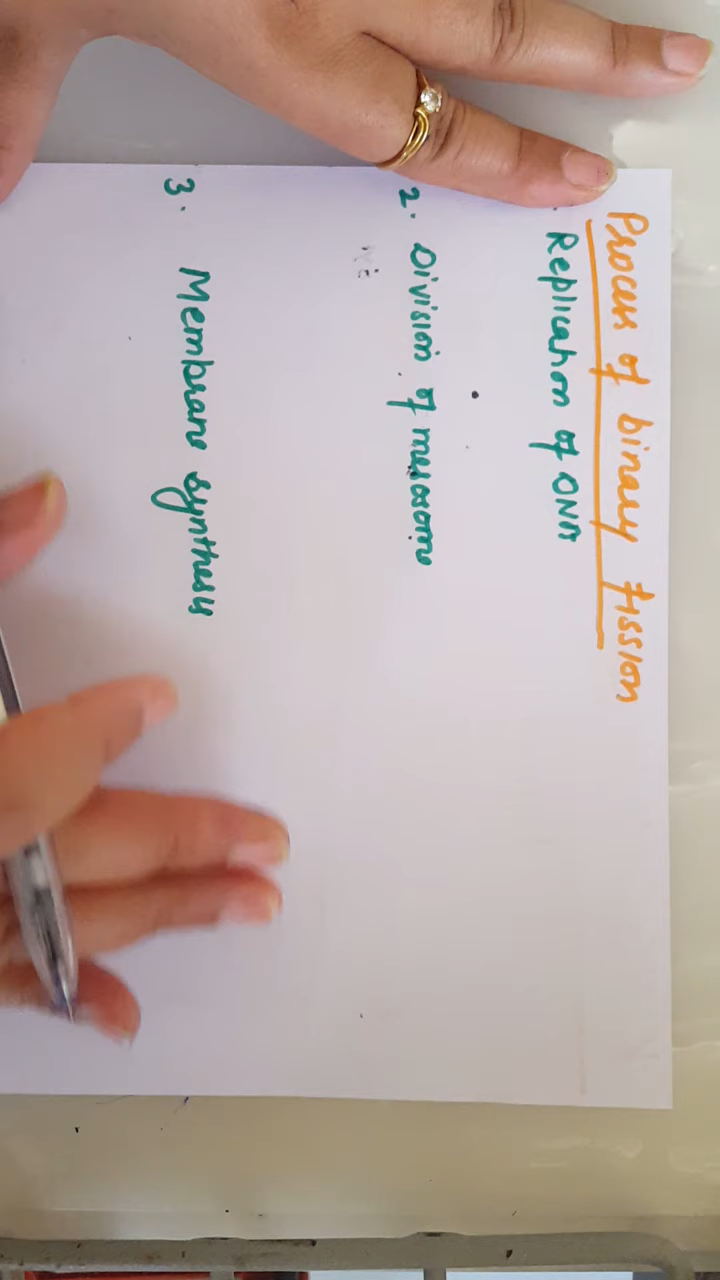 Process of binary fission
Replication of DNA
2. Division of mesosome
3. Membrane synthesis